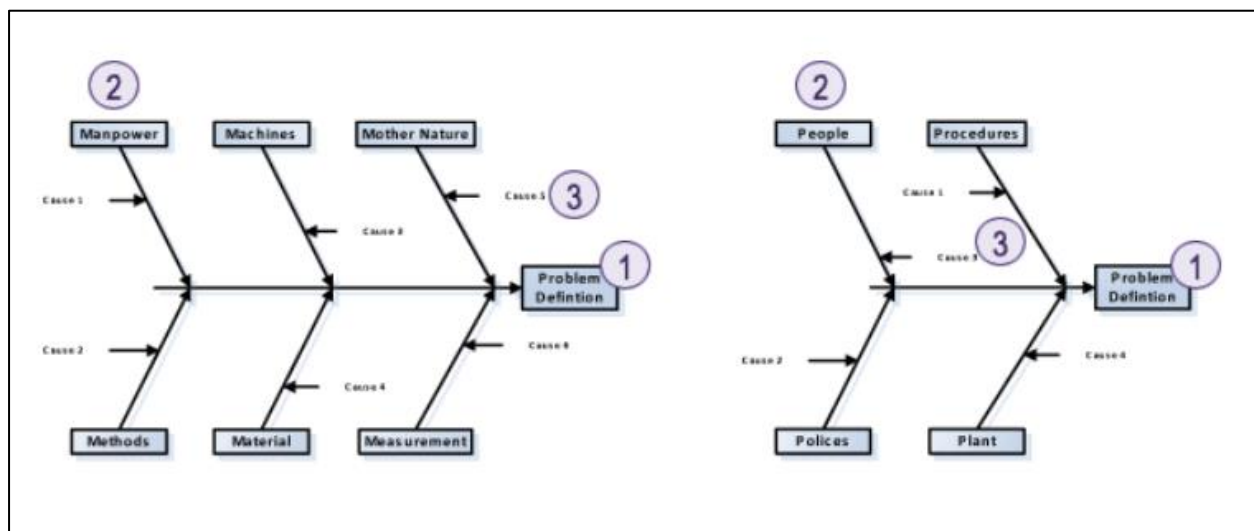 2
2
Manpower
Machines
Mother Nature
People
Procedures
Cause 1
Cause 5
3
Cause 1
Cause 3
3
Cause 3
1
1
Problem
Defintion
Problem
Defintion
Cause 2
Cause 6
Cause 2
Cause 4
Cause 4
Methods
Material
Measurement
Polices
Plant